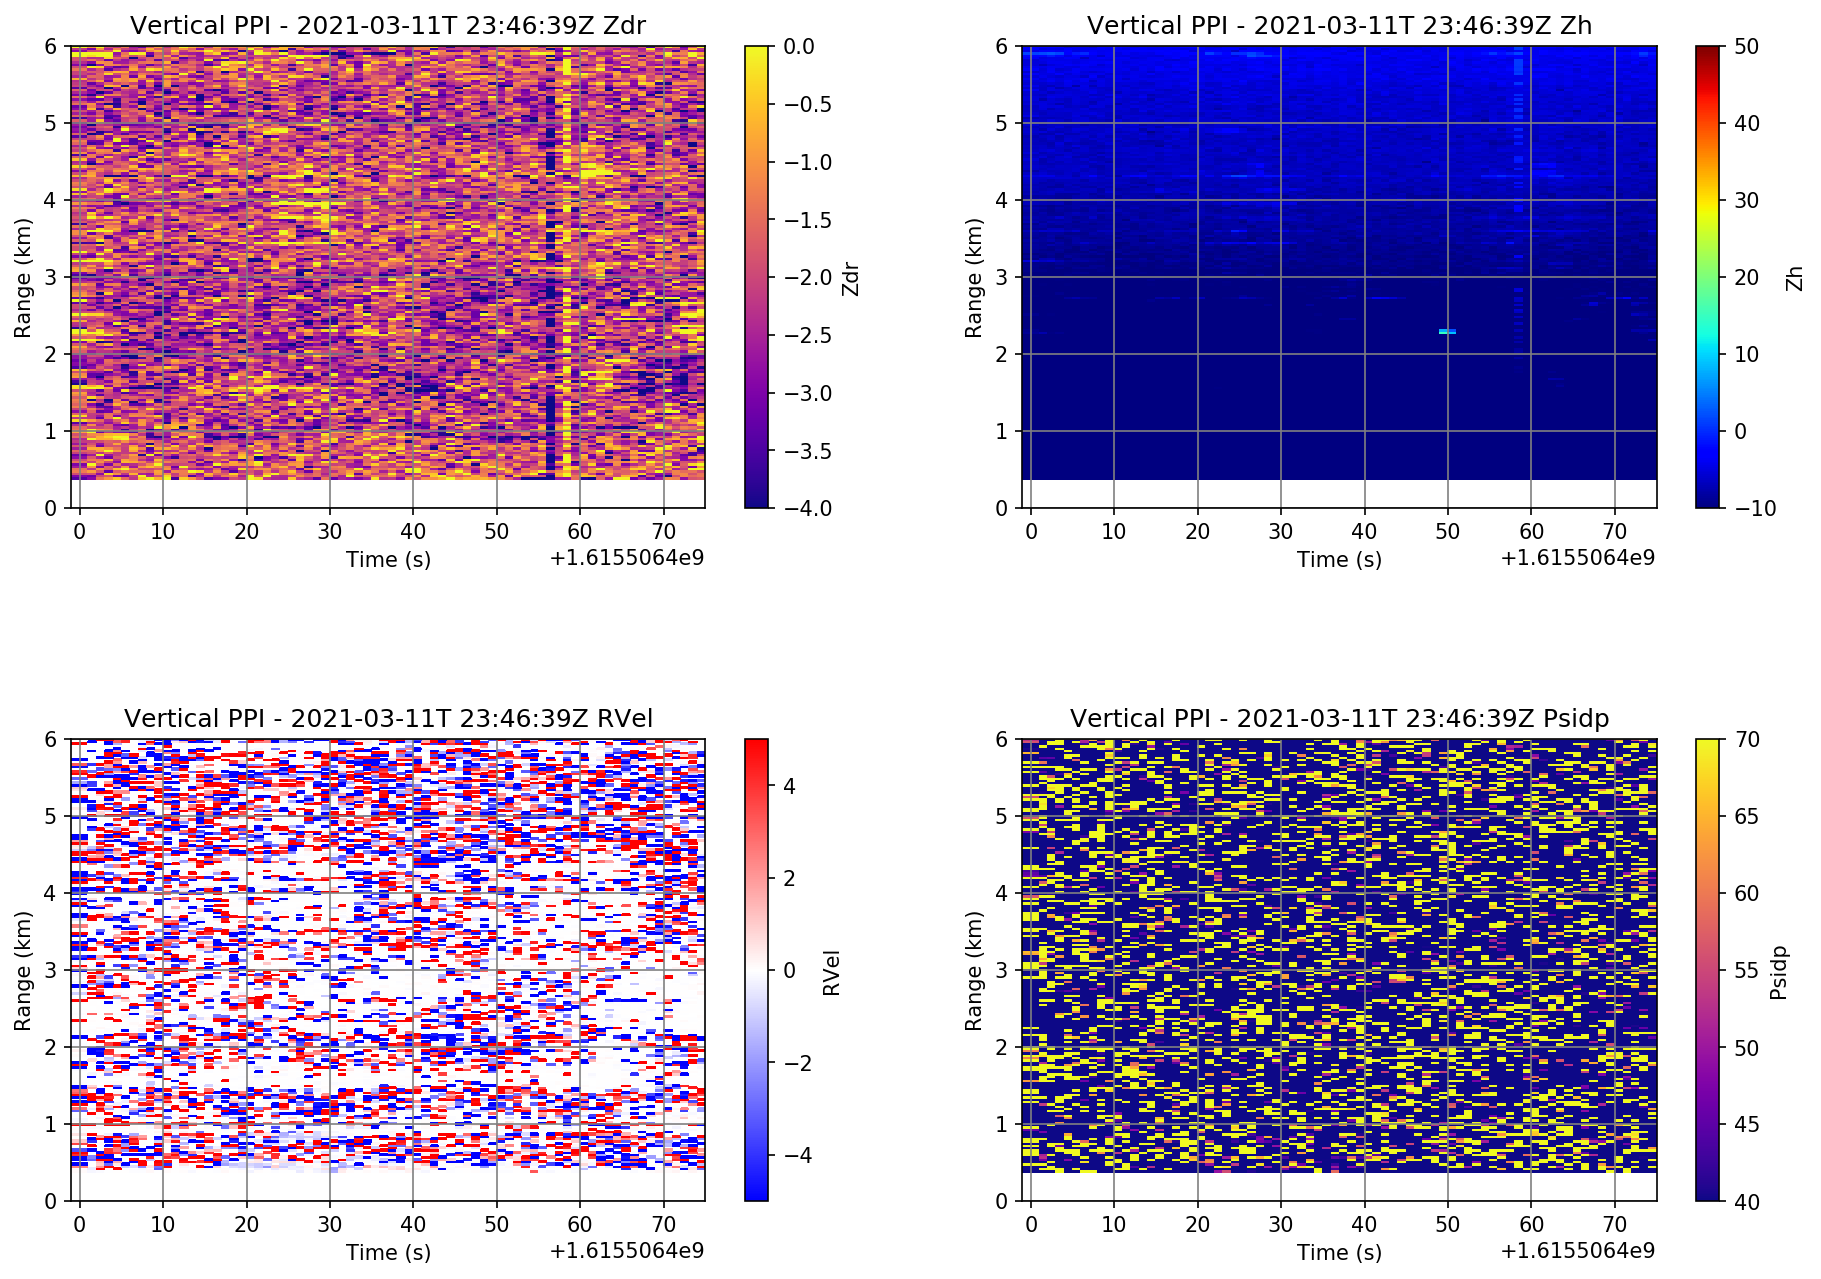 Vertical PPI - 2021-03-11T 23:46:39Z Zdr
6
5
4
3
2
1
0
Range (km)
0 10 20 30 40 50 60 70
Time (s)
+1.6155064e9
0.0
−0.5
−1.0
−1.5
−2.0
−2.5
−3.0
−3.5
−4.0
Zdr
Vertical PPI - 2021-03-11T 23:46:39Z Zh
6
5
4
3
2
1
0
Range (km)
0 10 20 30 40 50 60 70
Time (s)
+1.6155064e9
50
40
30
20
10
0
−10
Zh
Vertical PPI - 2021-03-11T 23:46:39Z RVel
6
5
4
3
2
1
0
Range (km)
0 10 20 30 40 50 60 70
Time (s)
+1.6155064e9
4
2
0
−2
−4
RVel
Vertical PPI - 2021-03-11T 23:46:39Z Psidp
6
5
4
3
2
1
0
Range (km)
0 10 20 30 40 50 60 70
Time (s)
+1.6155064e9
70
65
60
55
50
45
40
Psidp